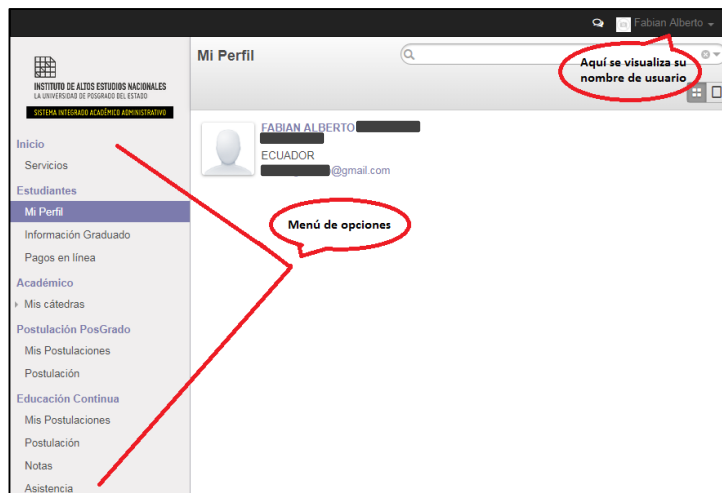 Fabian Alberto
INSTITUTO DE ALTOS ESTUDIOS NACIONALES
LA UNIVERSIDAD DE POSGRADO DEL ESTADO
SISTEMA INTEGRADO ACADÉMICO ADMINISTRATIVO
Mi Perfil
Aquí se visualiza su
nombre de usuario
FABIAN ALBERTO
ECUADOR
@gmail.com
Menú de opciones
Inicio
Servicios
Estudiantes
Mi Perfil
Información Graduado
Pagos en línea
Académico
Mis cátedras
Postulación PosGrado
Mis Postulaciones
Postulación
Educación Continua
Mis Postulaciones
Postulación
Notas
Asistencia